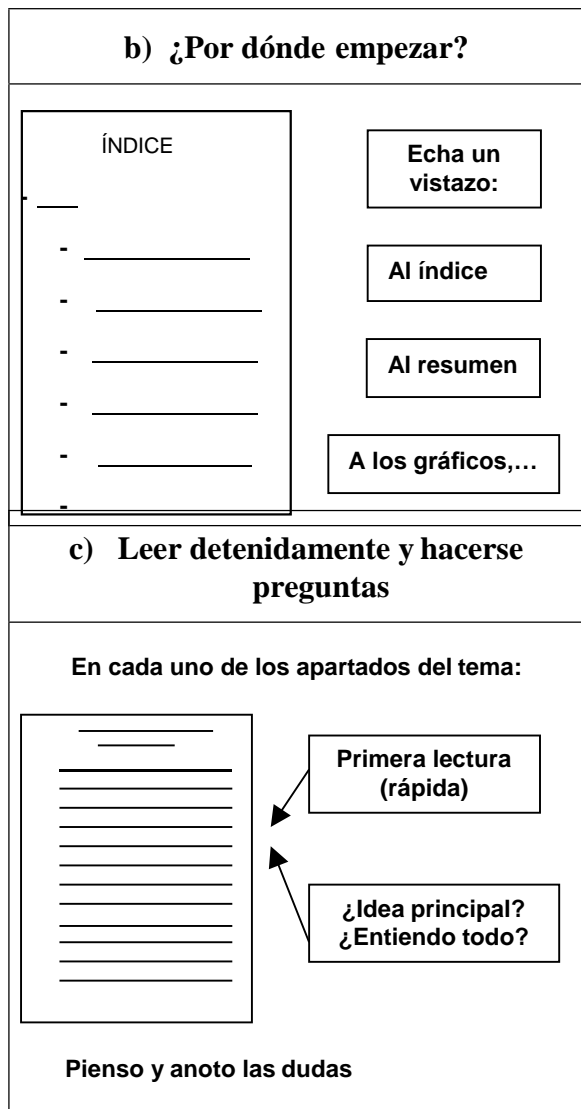 b) ¿Por dónde empezar?
ÍNDICE
-
-
-
-
-
-
-
Echa un
vistazo:
Al índice
Al resumen
A los gráficos,…
c) Leer detenidamente y hacerse
preguntas
En cada uno de los apartados del tema:
Primera lectura
(rápida)
¿Idea principal?
¿Entiendo todo?
Pienso y anoto las dudas